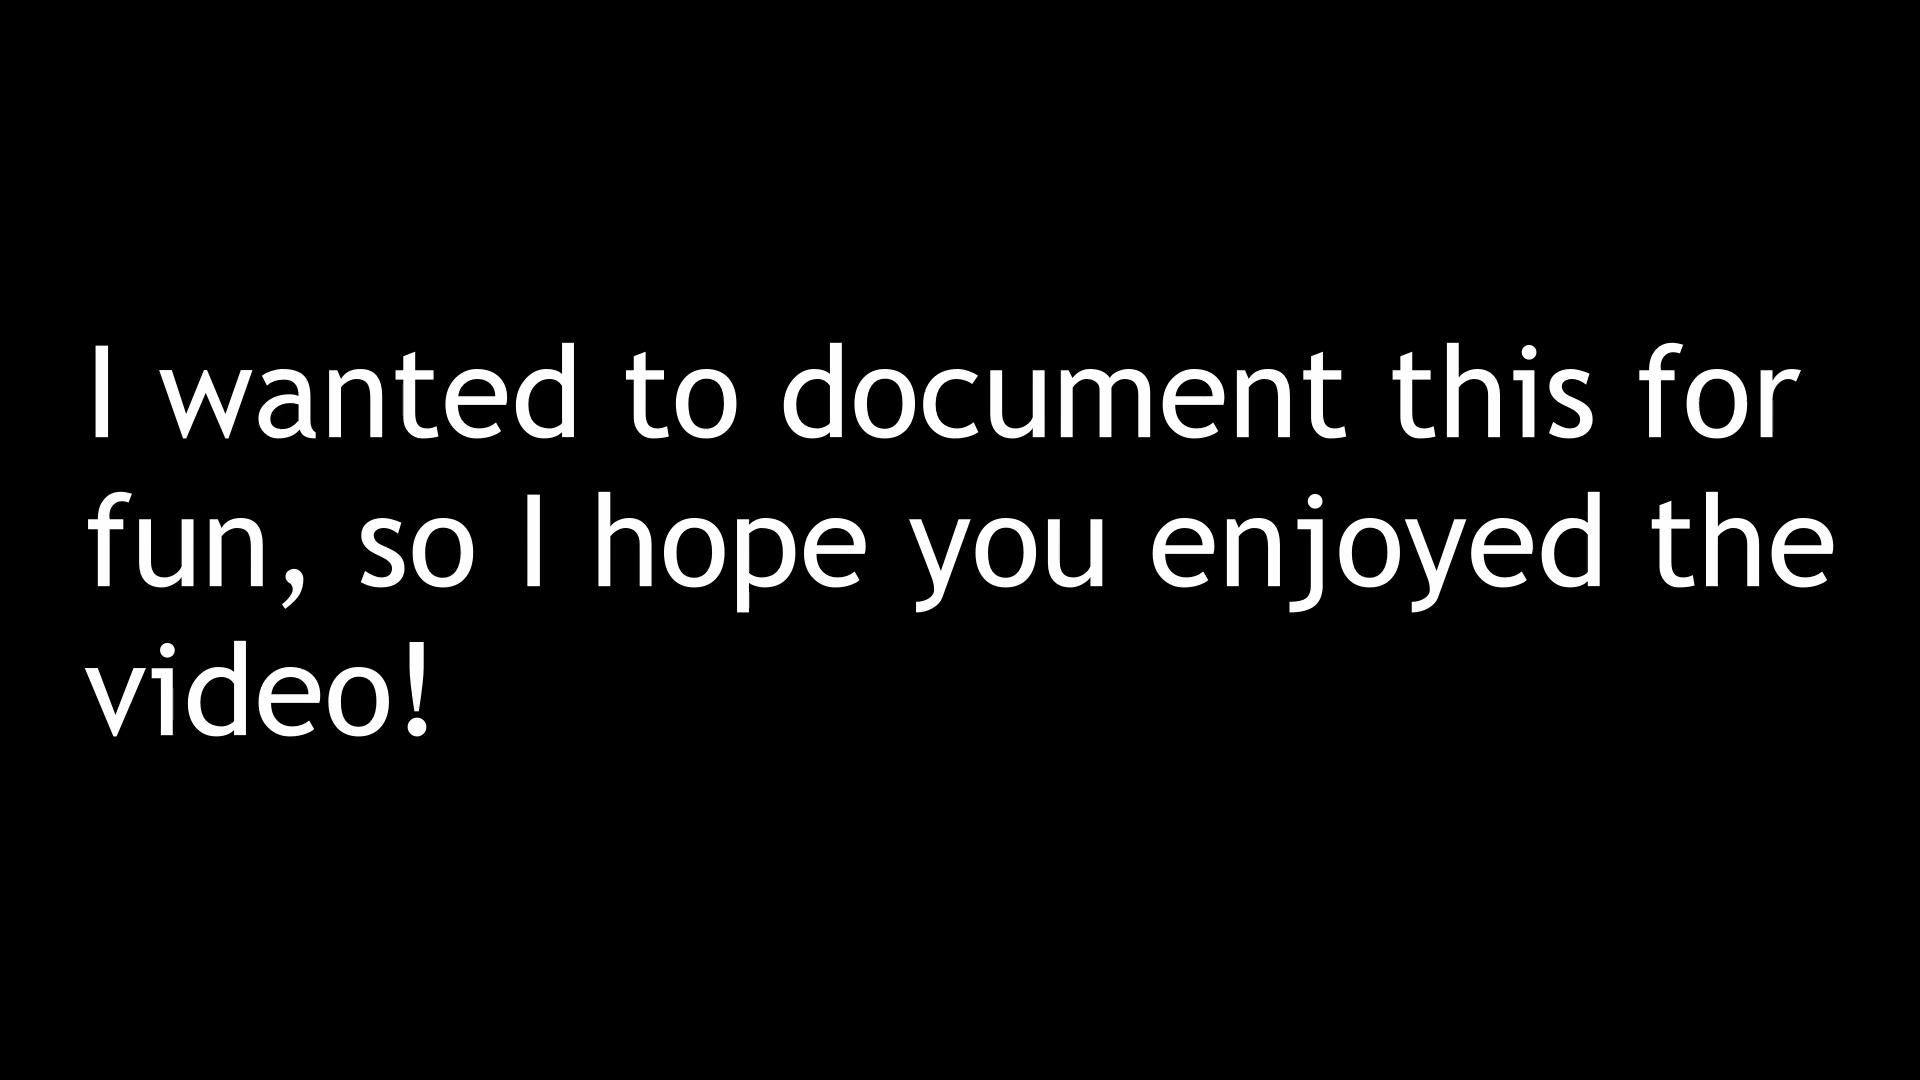 I wanted to document this for
fun, so I hope you enjoyed the
video!